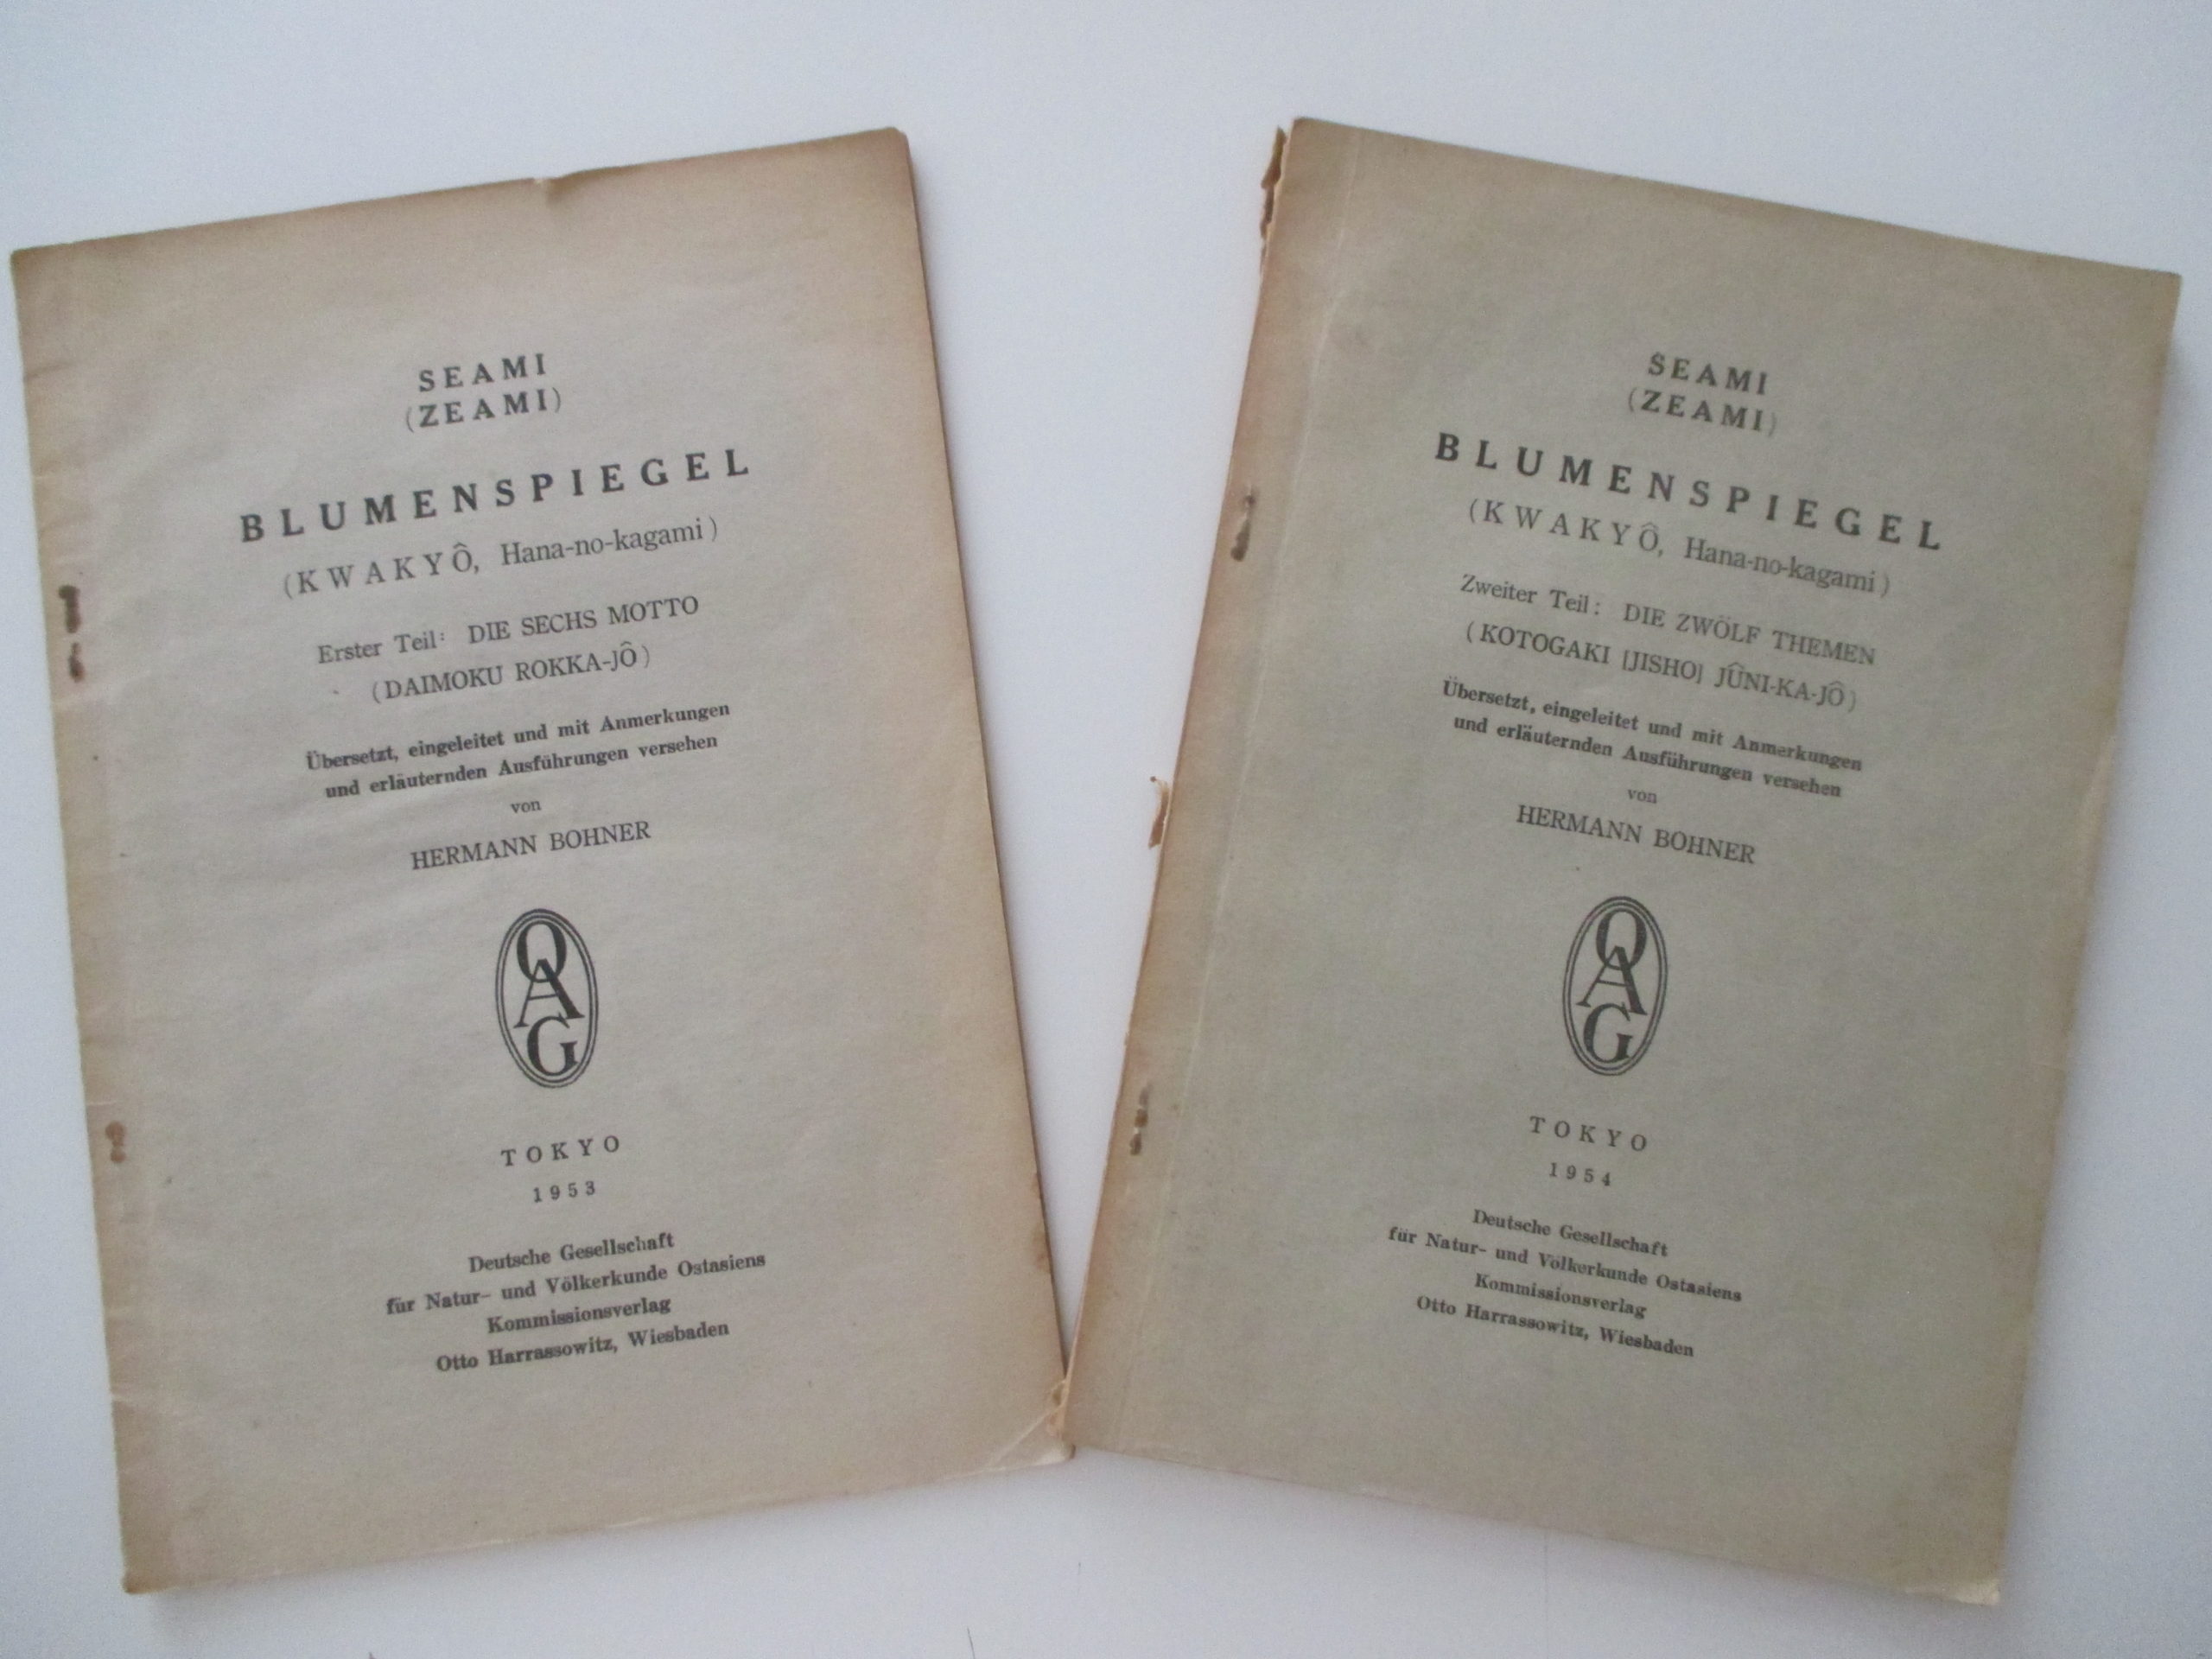 SEAMI
(ZEAMI)
BLUMENSPIEGEL
(KWAKYÔ, Hana-no-kagami)
Erster Teil: DIE SECHS MOTTO
(DAIMOKU ROKKA-JÔ)
Übersetzt, eingeleitet und mit Anmerkungen
und erläuternden Ausführungen versehen
von
HERMANN BOHNER
OAG
TOKYO
1953
Deutsche Gesellschaft
für Natur- und Völkerkunde Ostasiens
Kommissionsverlag
Otto Harrassowitz, Wiesbaden
SEAMI
(ZEAMI)
BLUMENSPIEGEL
(KWAKYÔ, Hana-no-kagami)
Zweiter Teil: DIE ZWÖLF THEMEN
(KOTOGAKI [JISHO] JÛNI-KA-JÔ)
Übersetzt, eingeleitet und mit Anmerkungen
und erläuternden Ausführungen versehen
von
HERMANN BOHNER
OAG
TOKYO
1954
Deutsche Gesellschaft
für Natur- und Völkerkunde Ostasiens
Kommissionsverlag
Otto Harrassowitz, Wiesbaden